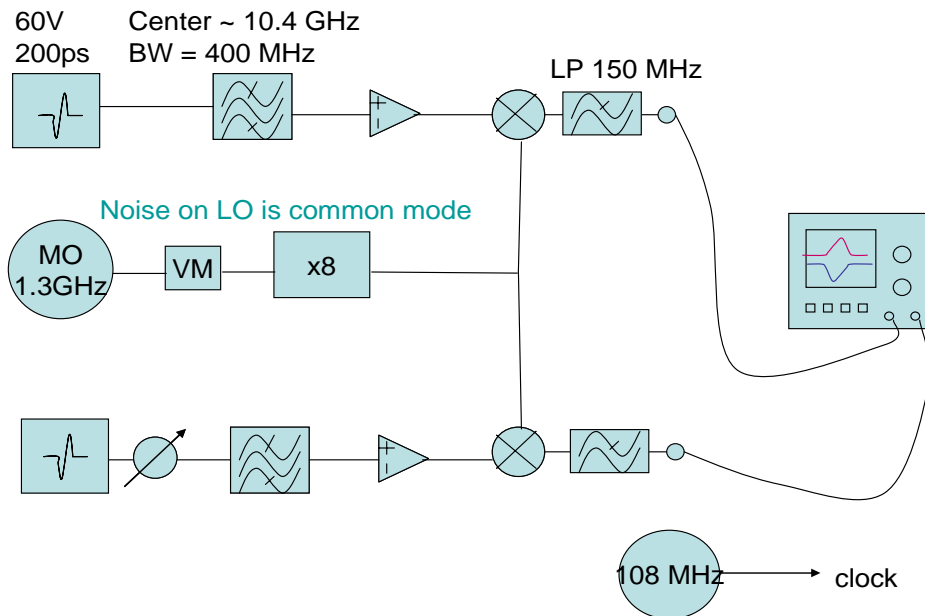 60V
200ps
Center ~ 10.4 GHz
BW = 400 MHz
LP 150 MHz
Noise on LO is common mode
MO
1.3GHz
VM
x8
108 MHz
clock